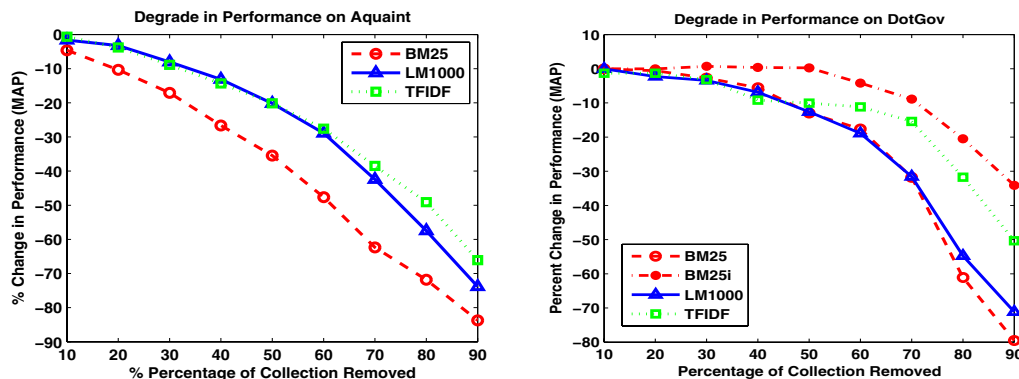 Degrade in Performance on Aquaint
% Change in Performance (MAP)
0
−10
−20
−30
−40
−50
−60
−70
−80
−90
BM25
LM1000
TFIDF
10 20 30 40 50 60 70 80 90
% Percentage of Collection Removed
Degrade in Performance on DotGov
Percent Change in Performance (MAP)
10
0
−10
−20
−30
−40
−50
−60
−70
−80
BM25
BM25i
LM1000
TFIDF
10 20 30 40 50 60 70 80 90
Percentage of Collection Removed